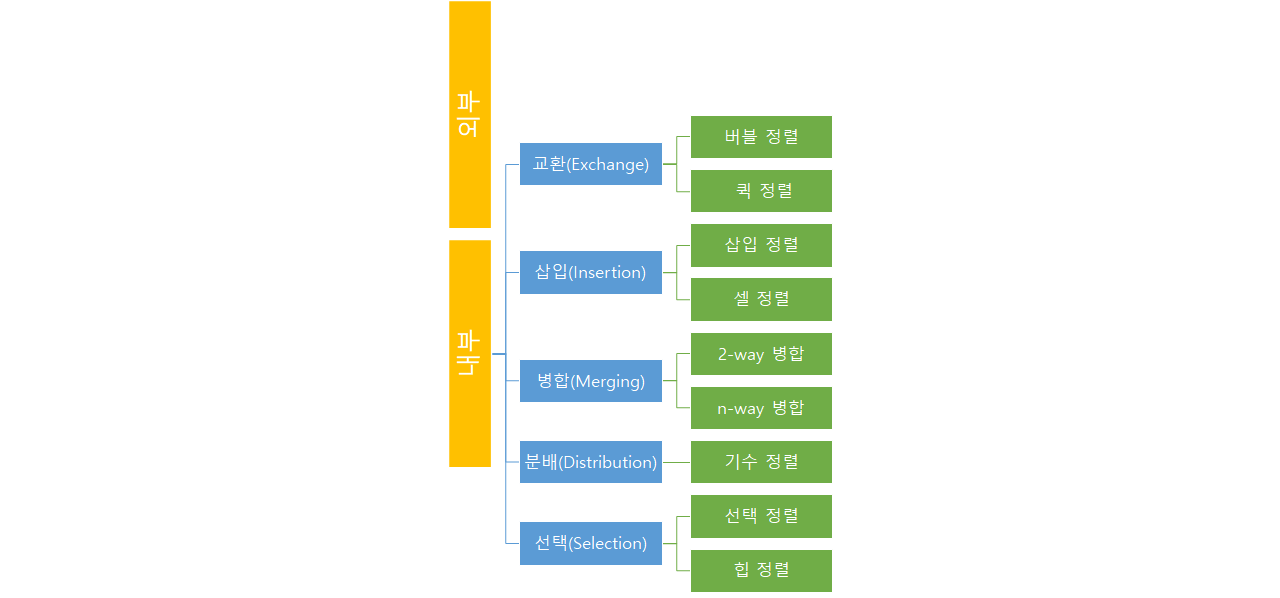 외부
내부
교환(Exchange)
버블 정렬
퀵 정렬
삽입(Insertion)
삽입 정렬
셸 정렬
병합(Merging)
2-way 병합
n-way 병합
분배(Distribution)
기수 정렬
선택(Selection)
선택 정렬
힙 정렬